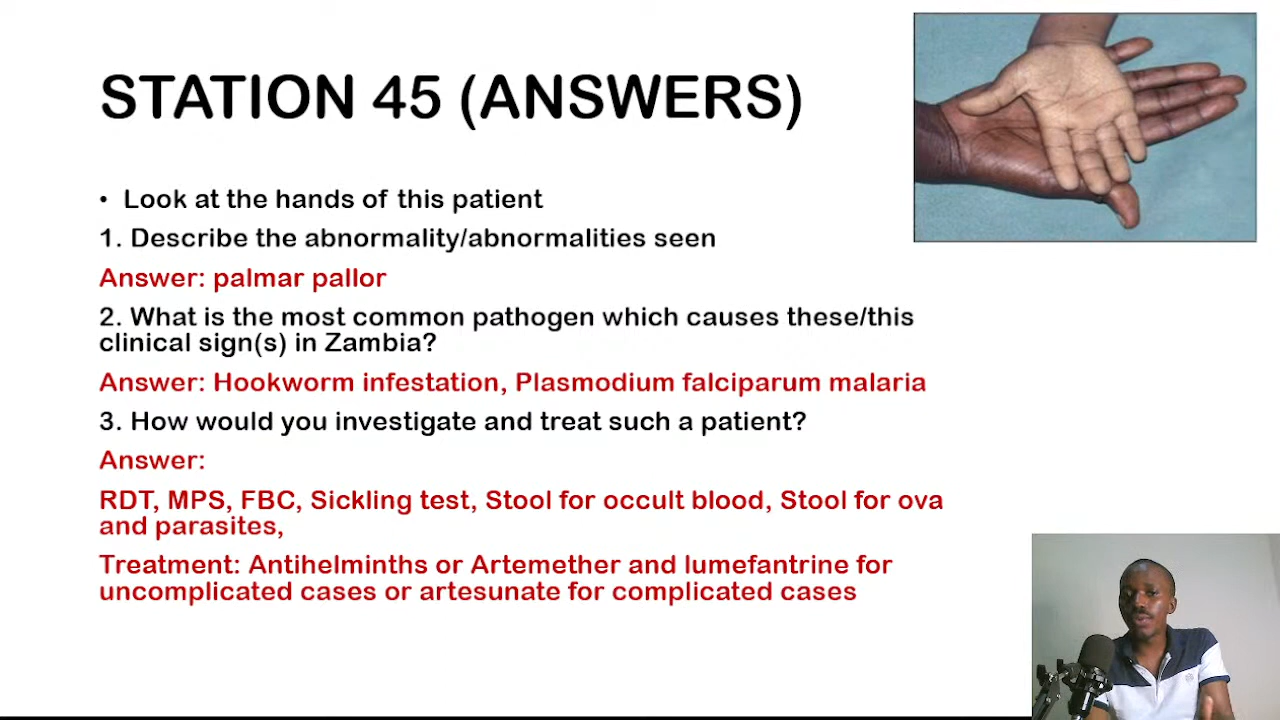 STATION 45 (ANSWERS)
• Look at the hands of this patient
1. Describe the abnormality/abnormalities seen
Answer: palmar pallor
2. What is the most common pathogen which causes these/this
clinical sign(s) in Zambia?
Answer: Hookworm infestation, Plasmodium falciparum malaria
3. How would you investigate and treat such a patient?
Answer:
RDT, MPS, FBC, Sickling test, Stool for occult blood, Stool for ova
and parasites,
Treatment: Antihelminths or Artemether and lumefantrine for
uncomplicated cases or artesunate for complicated cases